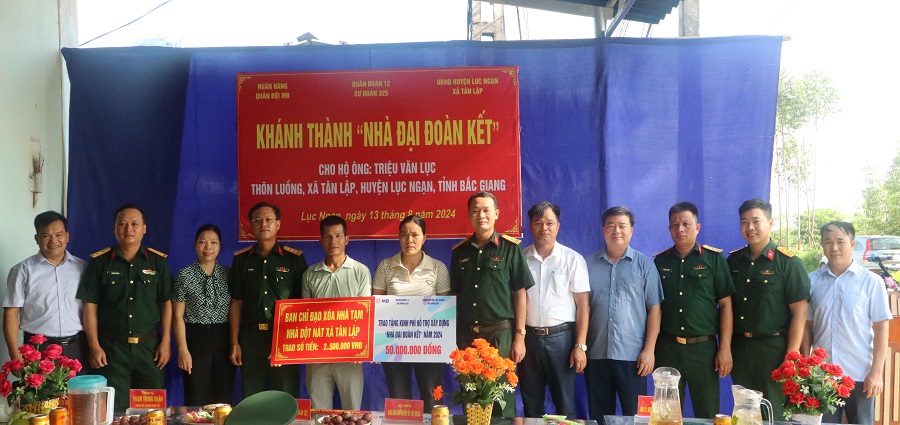 NGÂN HÀNG
QUÂN ĐỘI MB
QUÂN ĐOÀN 12
SƯ ĐOÀN 325
UBND HUYỆN LỤC NGẠN
XÃ TÂN LẬP
KHÁNH THÀNH "NHÀ ĐẠI ĐOÀN KẾT"
CHO HỘ ÔNG: TRIỆU VĂN LỤC
THÔN LUỒNG, XÃ TÂN LẬP, HUYỆN LỤC NGẠN, TỈNH BẮC GIANG
Lục Ngạn, ngày 13 tháng 8 năm 2024
BAN CHỈ ĐẠO XÓA NHÀ TẠM
NHÀ DỘT NÁT XÃ TÂN LẬP
TRAO SỐ TIỀN: 2.500.000 VNĐ
MB
TRAO TẶNG KINH PHÍ HỖ TRỢ XÂY DỰNG
"NHÀ ĐẠI ĐOÀN KẾT" NĂM 2024
50.000.000 ĐỒNG